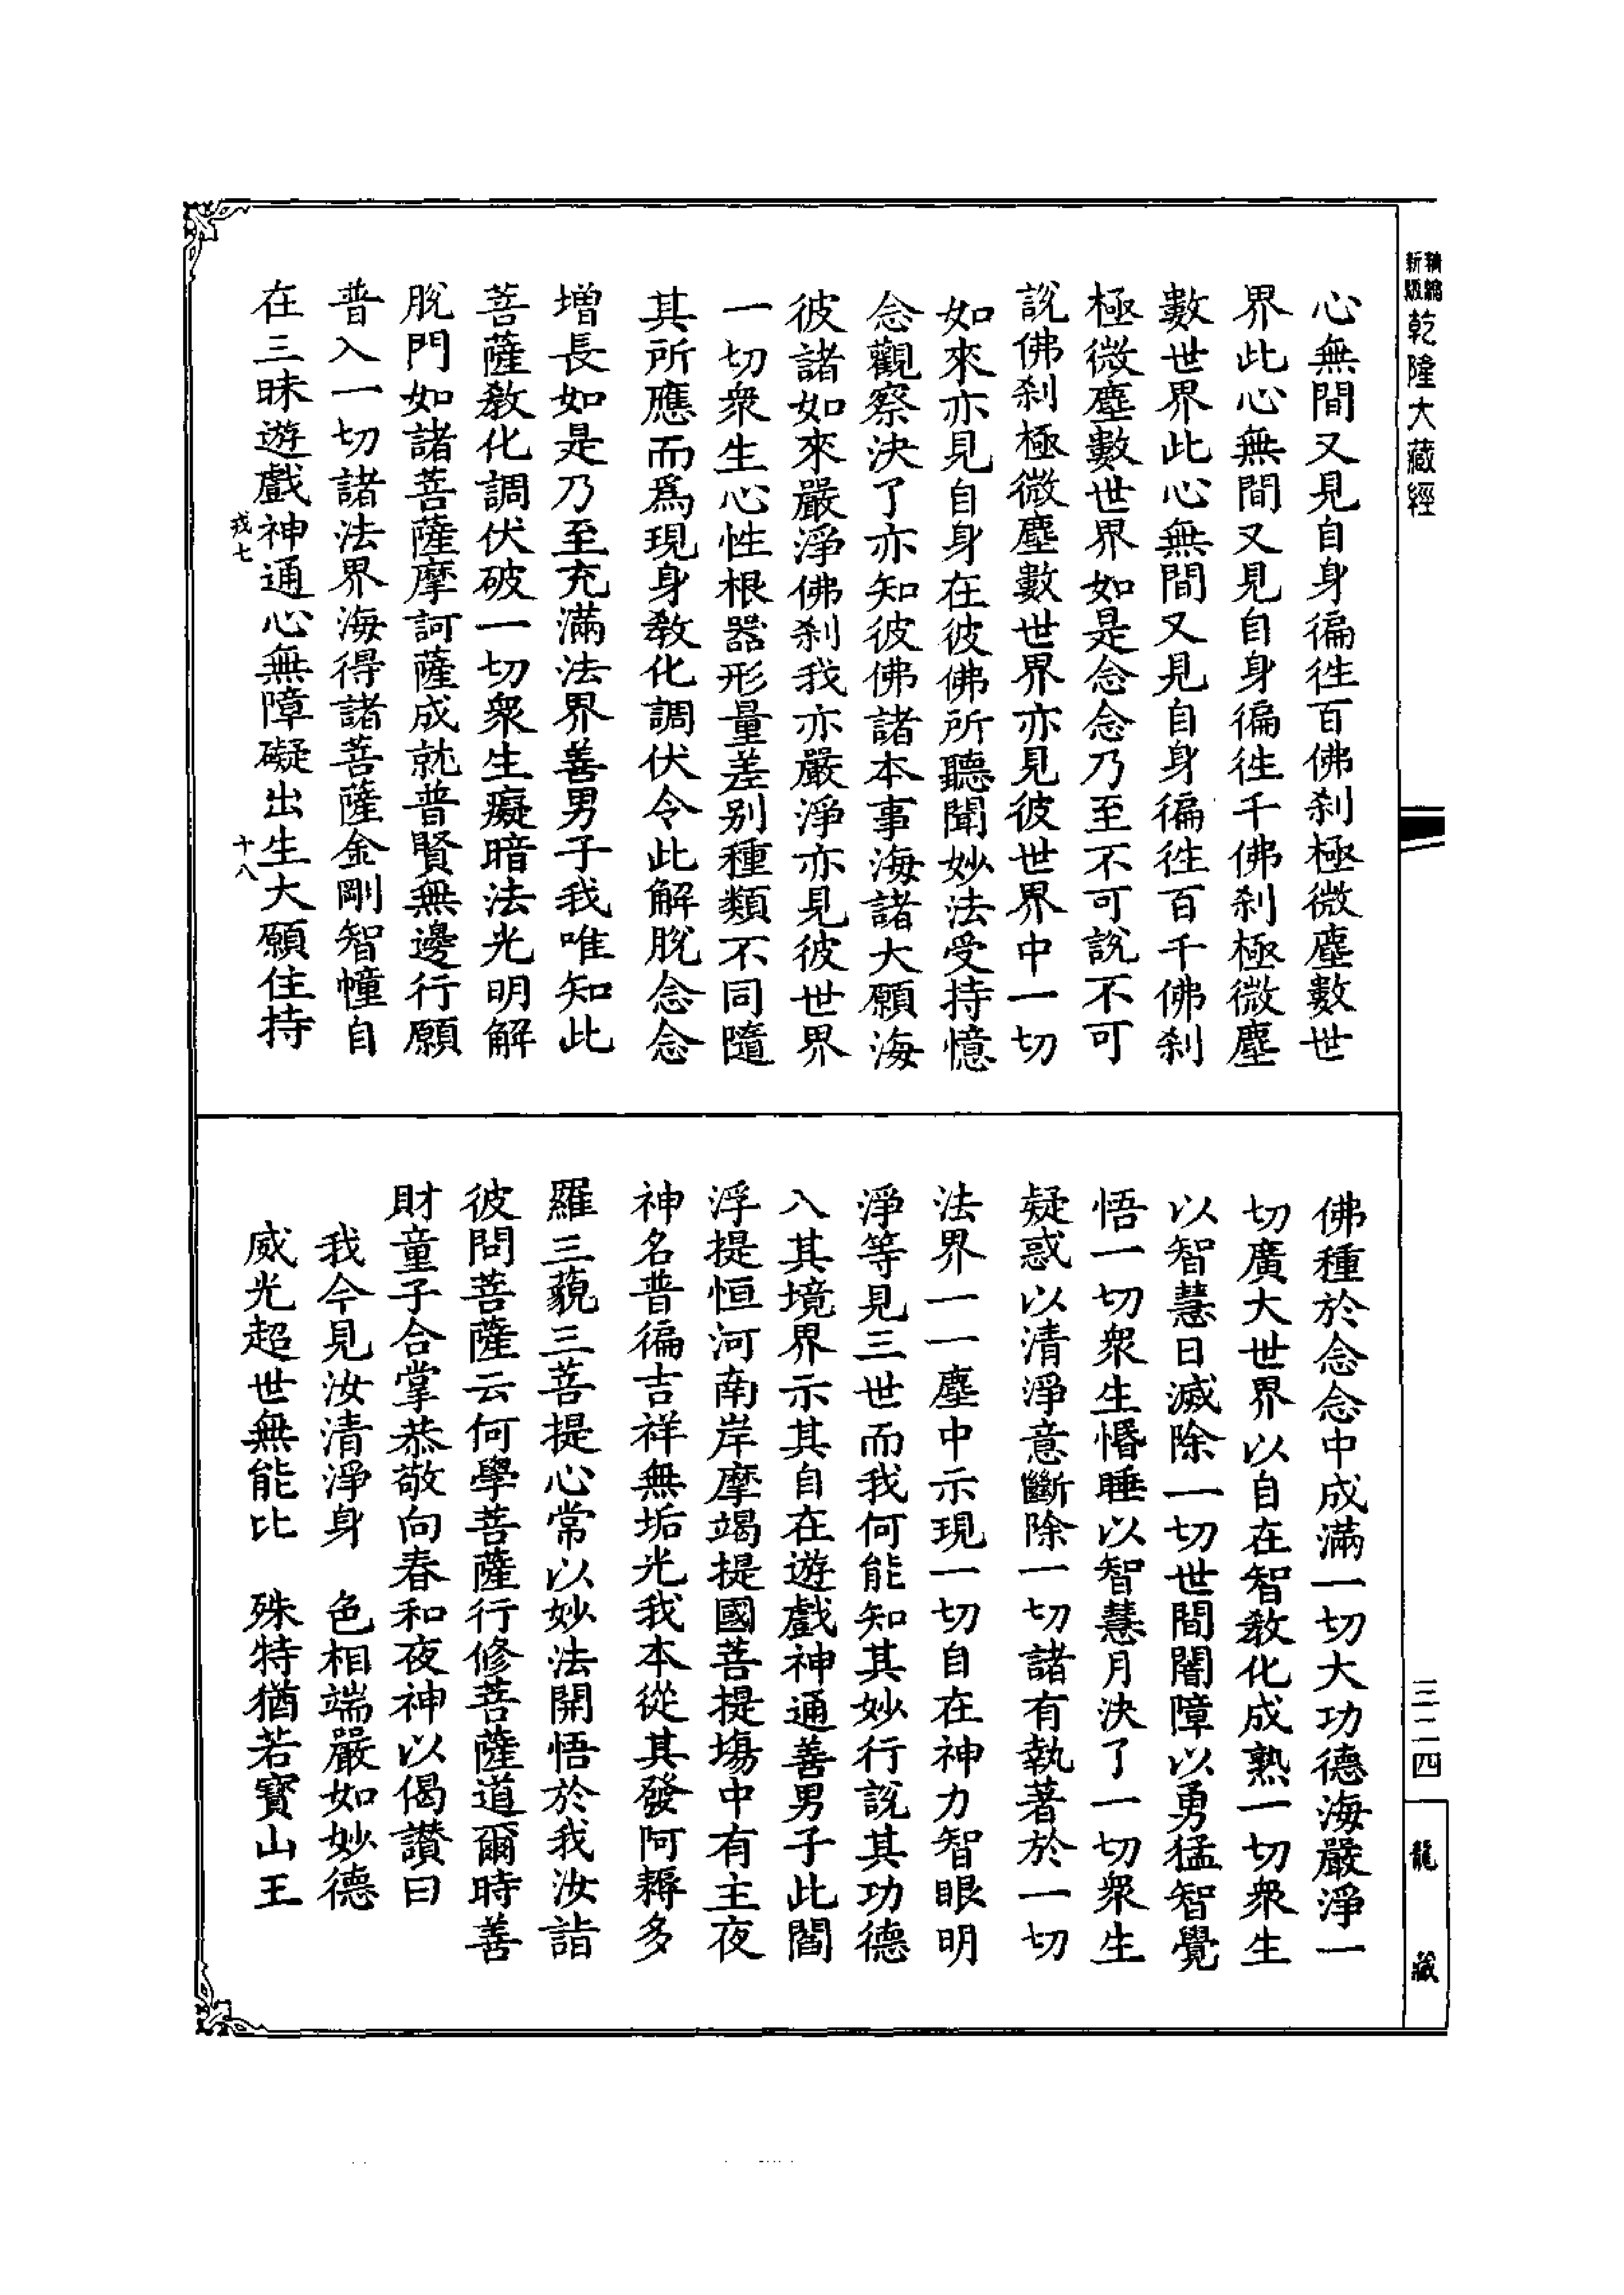 精縮
新版
乾隆大藏經
心無間又見自身徧徃百佛刹極微塵數世
界此心無間又見自身徧徃千佛刹極微塵
數世界此心無間又見自身徧徃百千佛刹
極微塵數世界如是念念乃至不可說不可
說佛刹極微塵數世界亦見彼世界中一切
如來亦見自身在彼佛所聽聞妙法受持憶
念觀察決了亦知彼佛諸本事海諸大願海
彼諸如來嚴淨佛刹我亦嚴淨亦見彼世界
一切衆生心性根器形量差别種類不同隨
其所應而爲現身教化調伏令此解脫念念
增長如是乃至充滿法界善男子我唯知此
菩薩教化調伏破一切衆生癡暗法光明解
脫門如諸菩薩摩訶薩成就普賢無邊行願
普入一切諸法界海得諸菩薩金剛智幢自
在三昧遊戲神通心無障礙出生大願住持
戎七
十八
佛種於念念中成滿一切大功德海嚴淨一
切廣大世界以自在智教化成熟一切衆生
以智慧日滅除一切世間闇障以勇猛智覺
悟一切衆生惛睡以智慧月決了一切衆生
疑惑以清淨意斷除一切諸有執著於一切
法界一一塵中示現一切自在神力智眼明
淨等見三世而我何能知其妙行說其功德
入其境界示其自在遊戲神通善男子此閻
浮提恒河南岸摩竭提國菩提場中有主夜
神名普徧吉祥無垢光我本從其發阿耨多
羅三藐三菩提心常以妙法開悟於我汝詣
彼問菩薩云何學菩薩行修菩薩道爾時善
財童子合掌恭敬向春和夜神以偈讃曰
我今見汝清淨身　色相端嚴如妙德
威光超世無能比　殊特猶若寳山王
三二四
龍藏